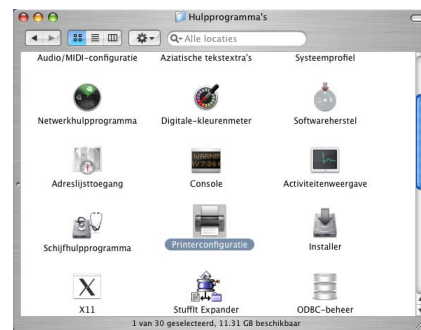 Hulpprogramma's
Alle locaties
Audio/MIDI-configuratie Aziatische tekstextra's Systeemprofiel
Netwerkhulpprogramma Digitale-kleurenmeter Softwareherstel
Adreslijsttoegang Console Activiteitenweergave
Schijfhulpprogramma Printerconfiguratie Installer
X11 StuffIt Expander ODBC-beheer
1 van 30 geselecteerd, 11.31 GB beschikbaar